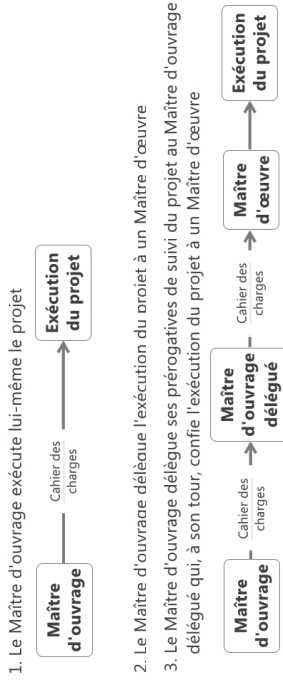 1. Le Maître d'ouvrage exécute lui-même le projet
Maître
d'ouvrage
Cahier des
charges
Exécution
du projet
2. Le Maître d'ouvrage délègue l'exécution du projet à un Maître d'œuvre
3. Le Maître d'ouvrage délègue ses prérogatives de suivi du projet au Maître d'ouvrage
délégué qui, à son tour, confie l'exécution du projet à un Maître d'œuvre
Maître
d'ouvrage
Cahier des
charges
Maître
d'ouvrage
délégué
Cahier des
charges
Maître
d'œuvre
Exécution
du projet